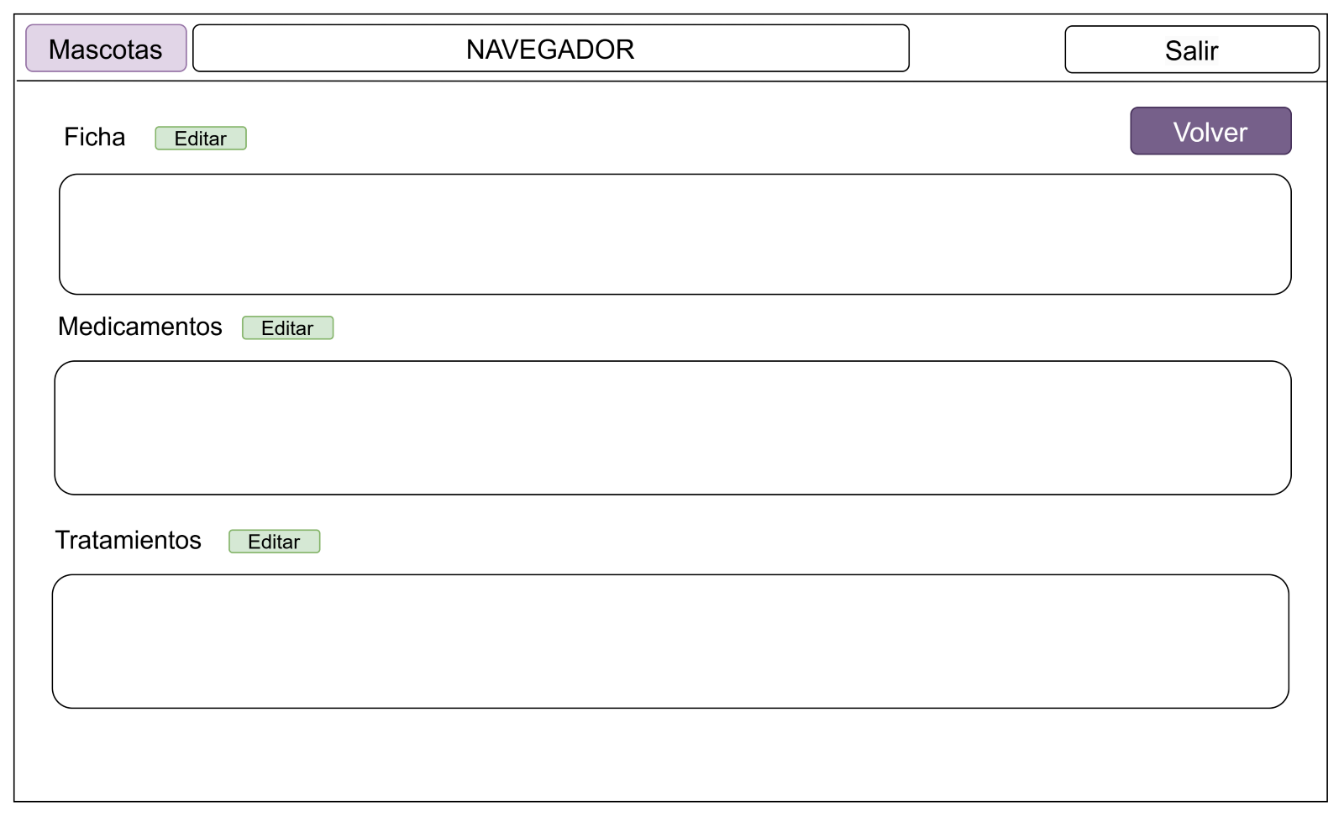 Mascotas
NAVEGADOR
Salir
Ficha
Editar
Volver
Medicamentos
Editar
Tratamientos
Editar